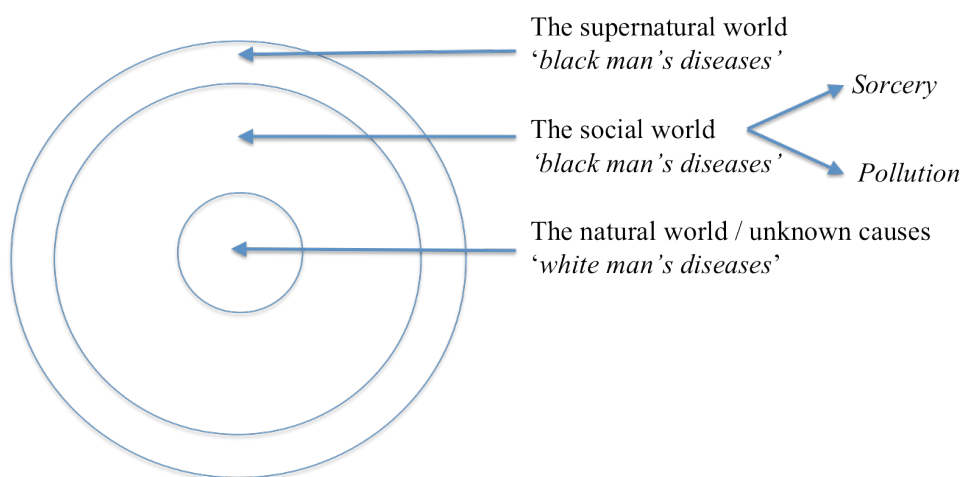 The supernatural world
‘black man’s diseases’
Sorcery
The social world
‘black man’s diseases’
Pollution
The natural world / unknown causes
‘white man’s diseases’